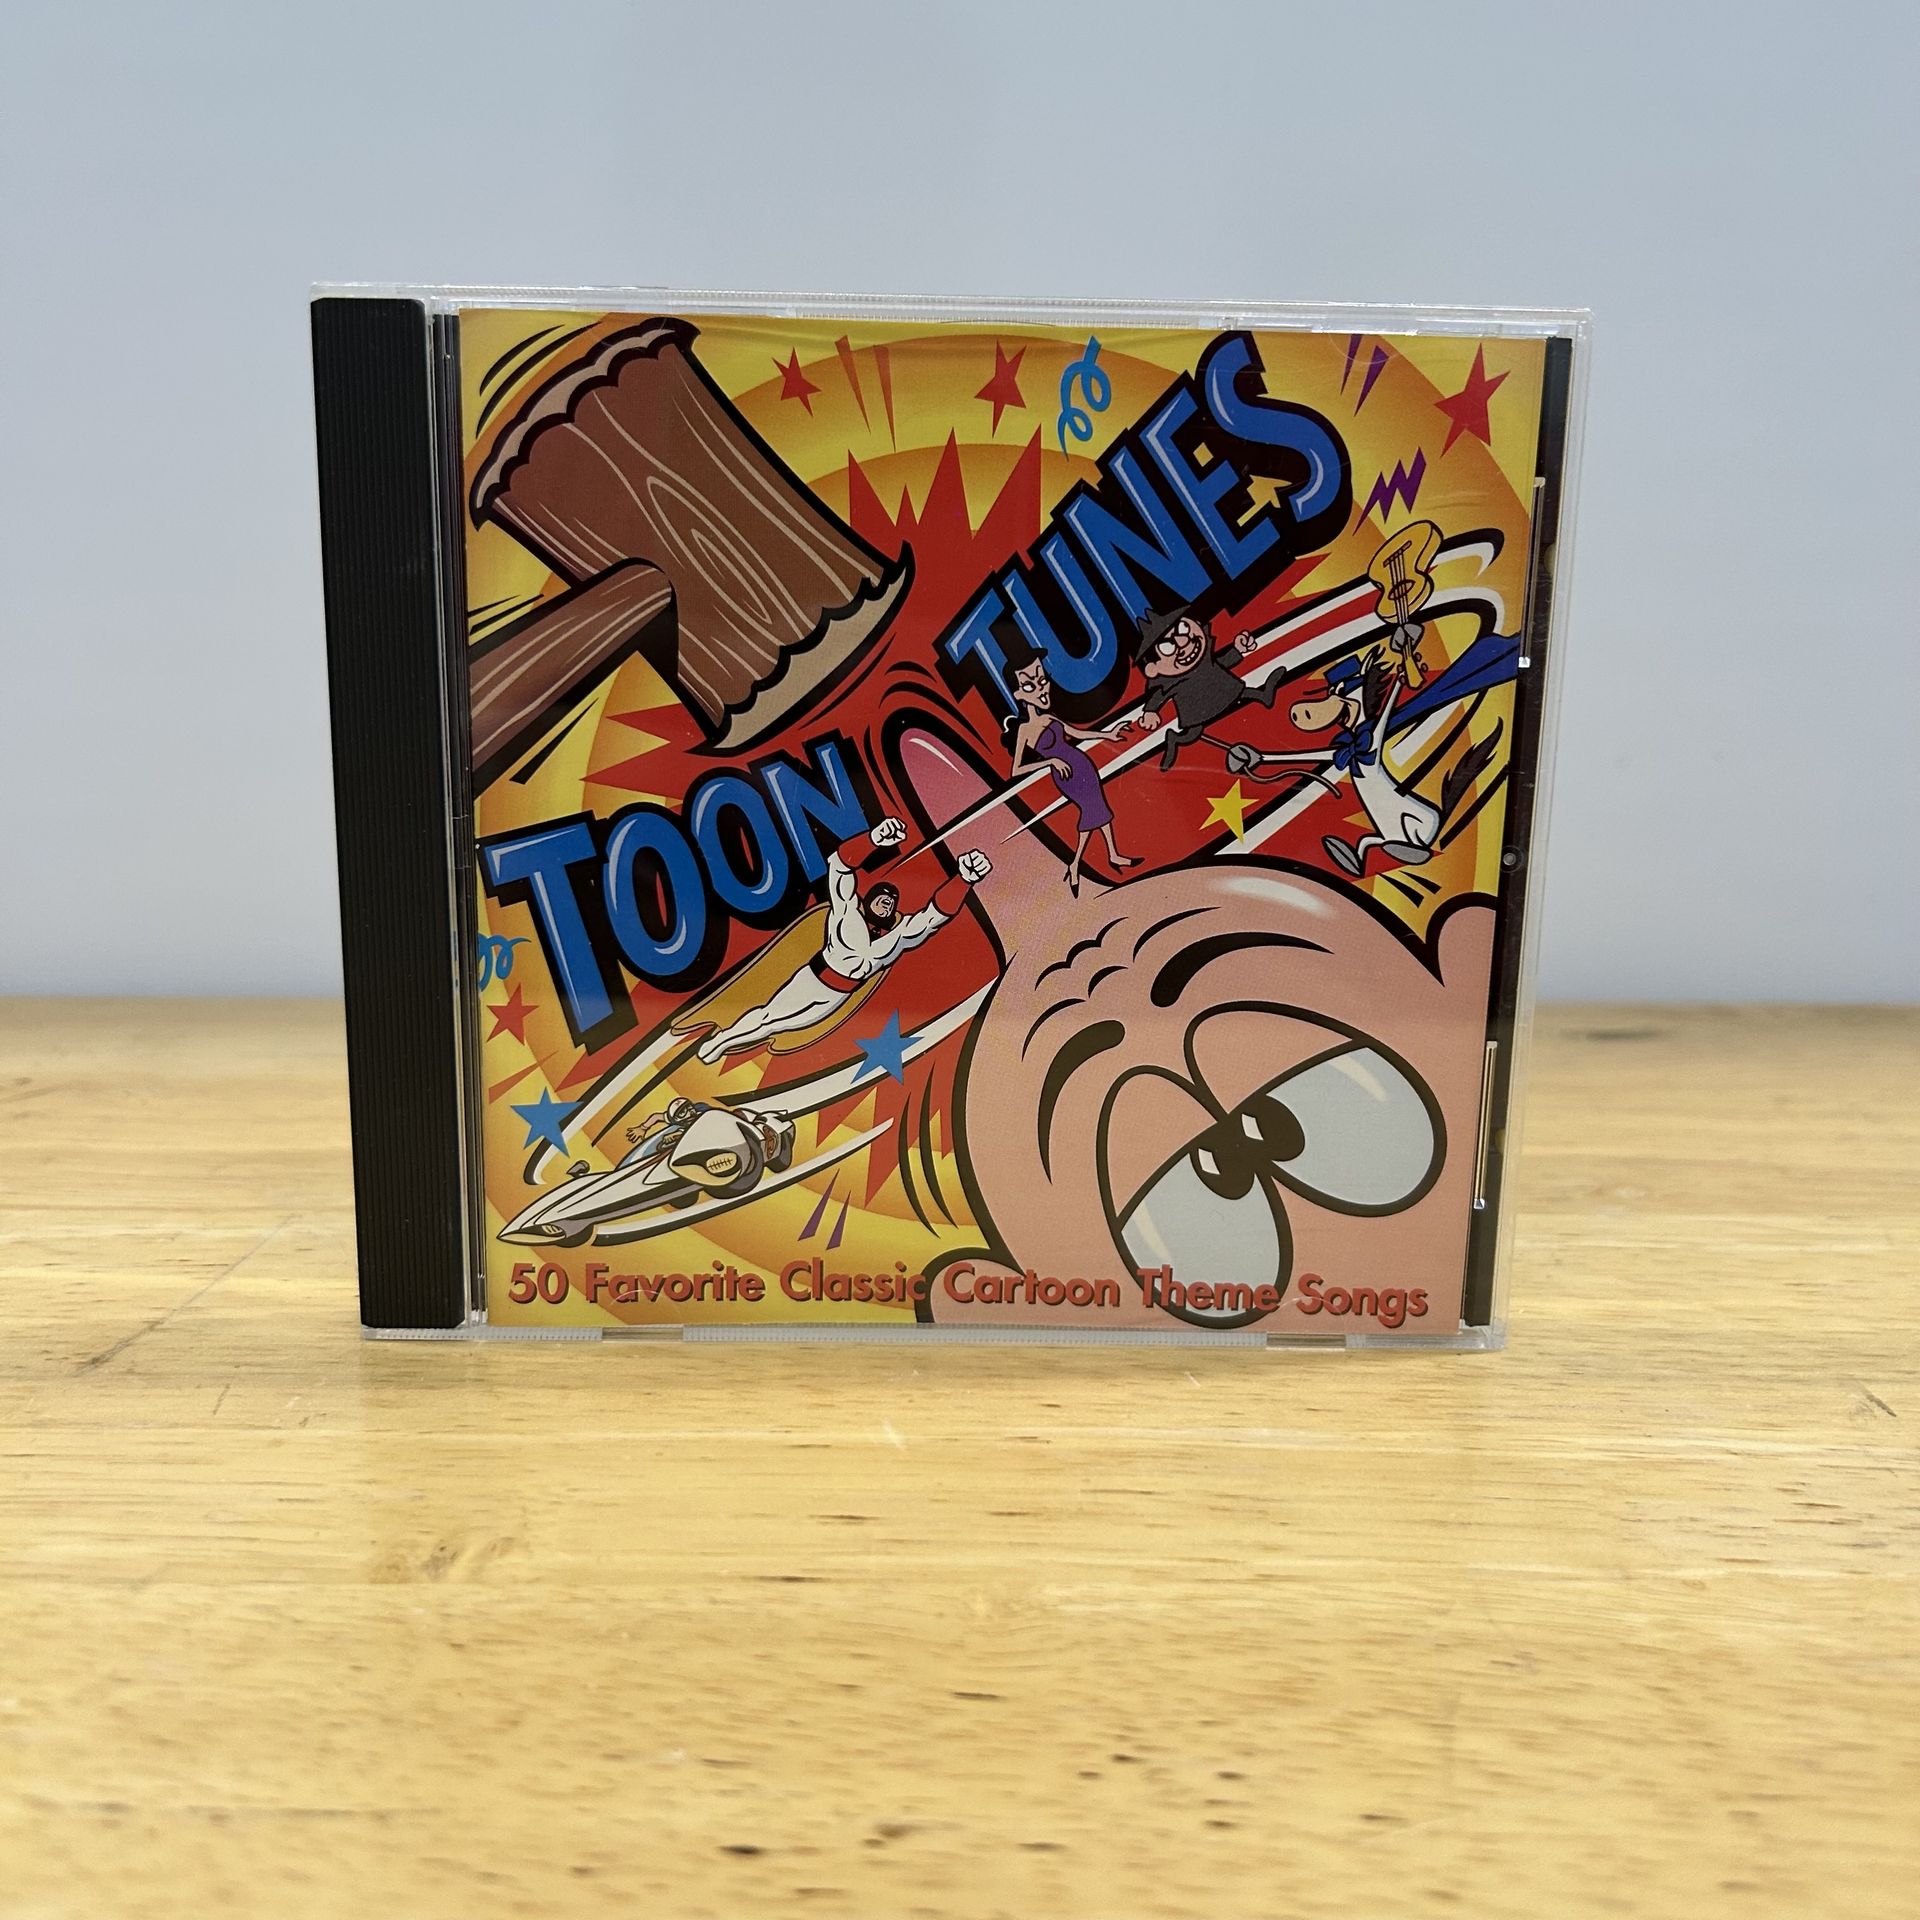 TOON TUNES
50 Favorite Classic Cartoon Theme Songs